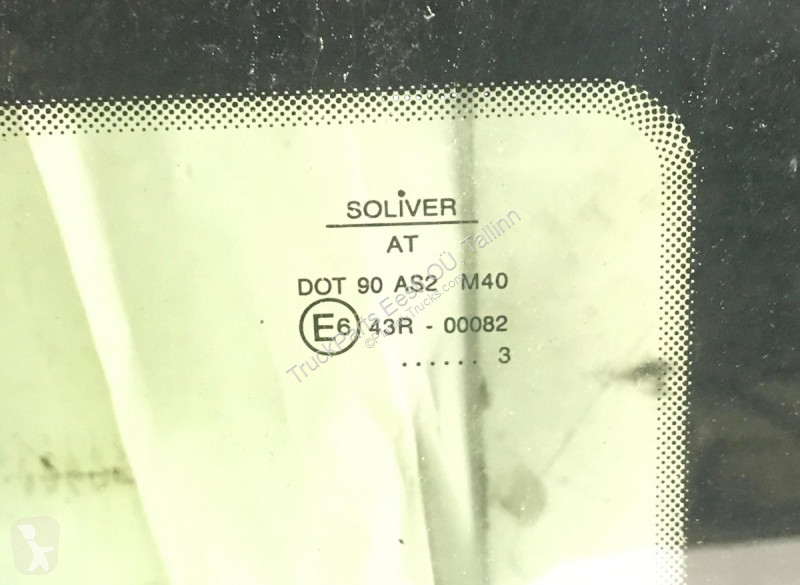 SOLIVER
AT
DOT 90 AS2 M40
E6 43R - 00082
...... 3
TruckParts Eesti OÜ, Tallinn